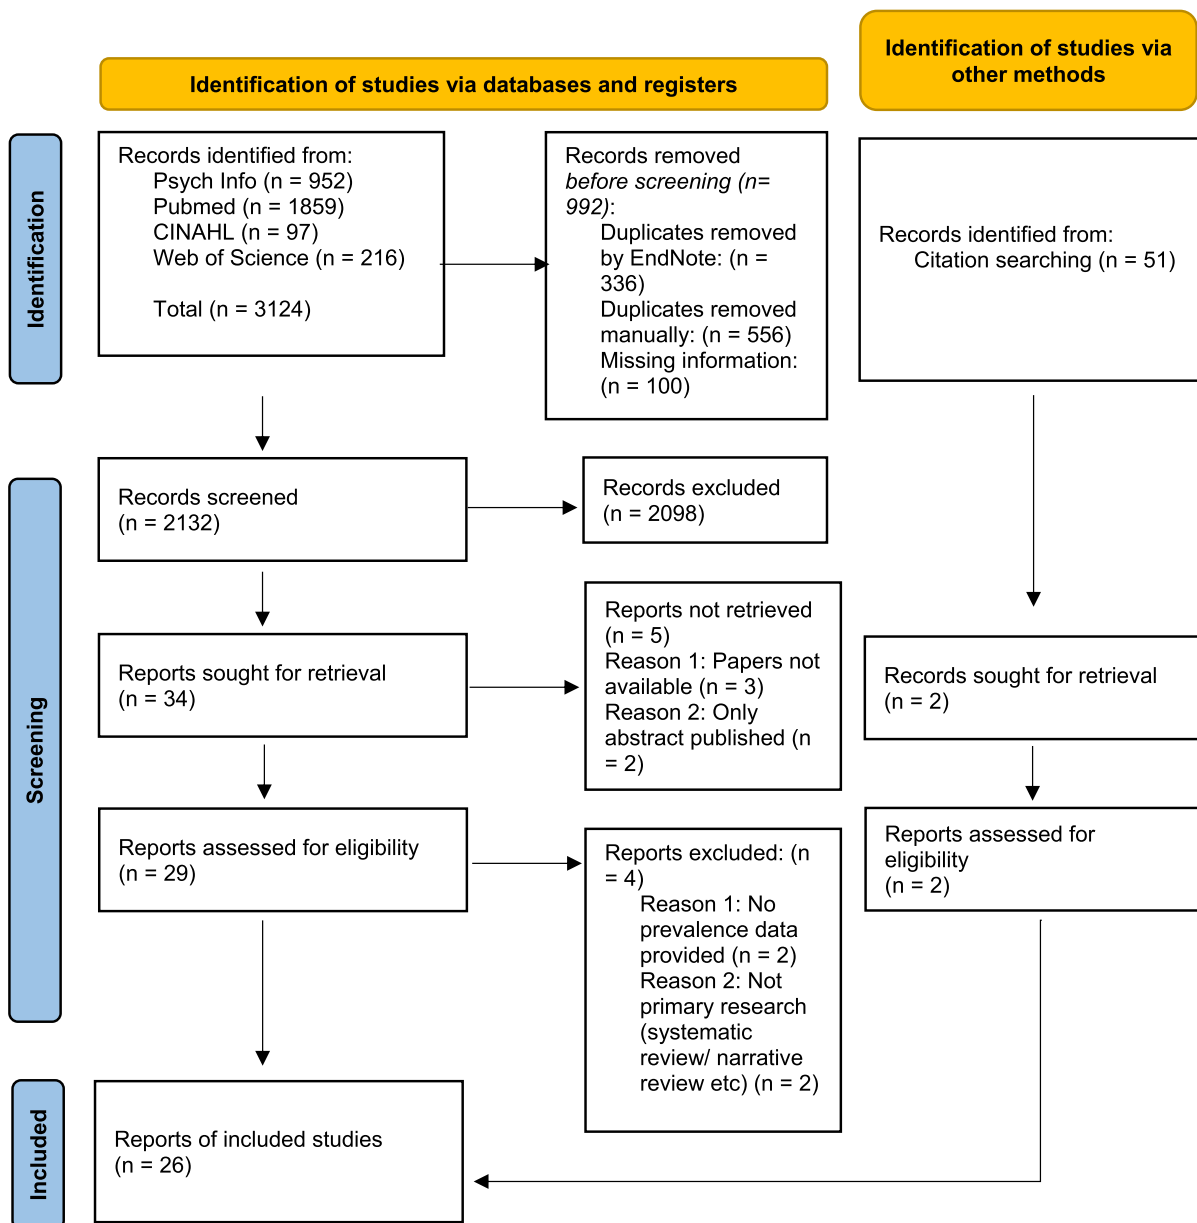 Identification of studies via databases and registers
Identification of studies via
other methods
Identification
Records identified from:
Psych Info (n = 952)
Pubmed (n = 1859)
CINAHL (n = 97)
Web of Science (n = 216)
Total (n = 3124)
Records removed
before screening (n=
992):
Duplicates removed
by EndNote: (n =
336)
Duplicates removed
manually: (n = 556)
Missing information:
(n = 100)
Records identified from:
Citation searching (n = 51)
Screening
Records screened
(n = 2132)
Records excluded
(n = 2098)
Reports sought for retrieval
(n = 34)
Reports not retrieved
(n = 5)
Reason 1: Papers not
available (n = 3)
Reason 2: Only
abstract published (n
= 2)
Records sought for retrieval
(n = 2)
Reports assessed for eligibility
(n = 29)
Reports excluded: (n
= 4)
Reason 1: No
prevalence data
provided (n = 2)
Reason 2: Not
primary research
(systematic
review/ narrative
review etc) (n = 2)
Reports assessed for
eligibility
(n = 2)
Included
Reports of included studies
(n = 26)